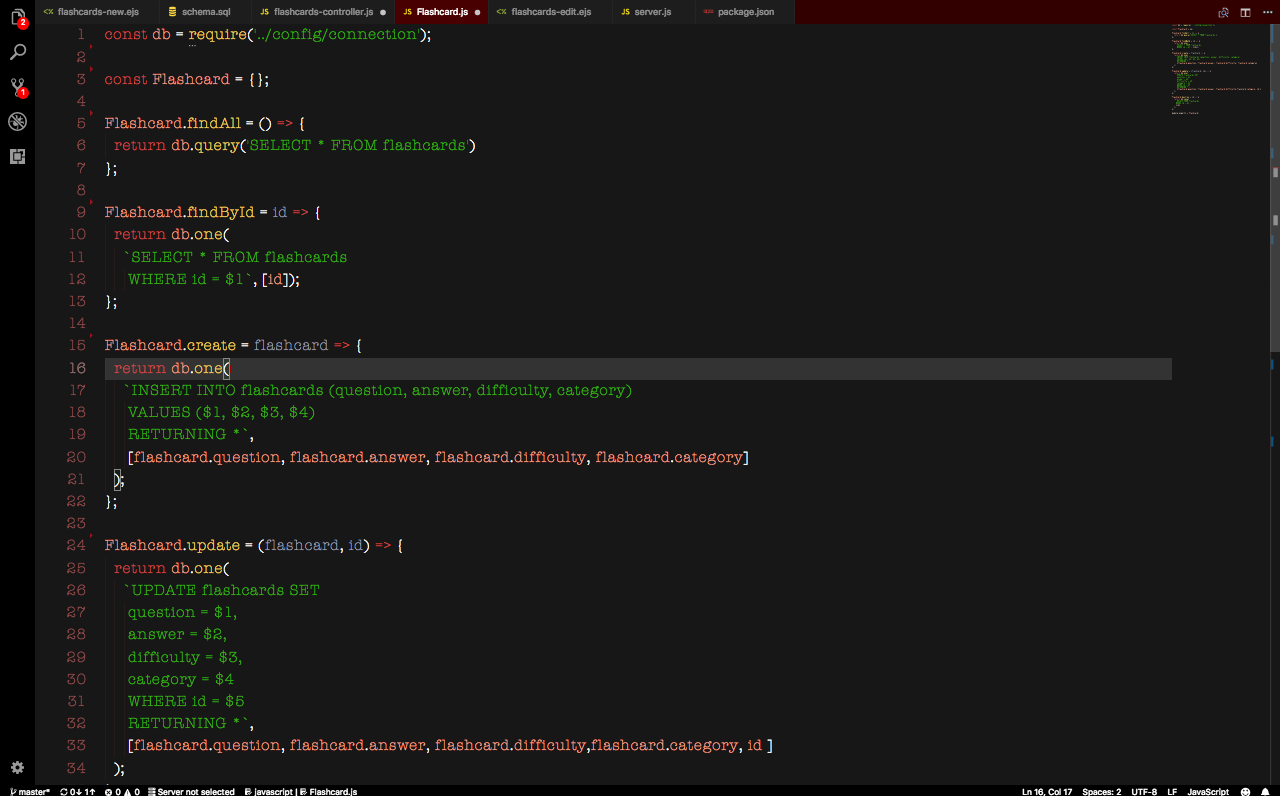 flashcards-new.ejs schema.sql JS flashcards-controller.js JS Flashcard.js flashcards-edit.ejs JS server.js package.json
2
1
1 const db = require('../config/connection');
2
3 const Flashcard = {};
4
5 Flashcard.findAll = () => {
6 return db.query('SELECT * FROM flashcards')
7 };
8
9 Flashcard.findById = id => {
10 return db.one(
11 `SELECT * FROM flashcards
12 WHERE id = $1`, [id]);
13 };
14
15 Flashcard.create = flashcard => {
16 return db.one(
17 `INSERT INTO flashcards (question, answer, difficulty, category)
18 VALUES ($1, $2, $3, $4)
19 RETURNING *`,
20 [flashcard.question, flashcard.answer, flashcard.difficulty, flashcard.category]
21 );
22 };
23
24 Flashcard.update = (flashcard, id) => {
25 return db.one(
26 `UPDATE flashcards SET
27 question = $1,
28 answer = $2,
29 difficulty = $3,
30 category = $4
31 WHERE id = $5
32 RETURNING *`,
33 [flashcard.question, flashcard.answer, flashcard.difficulty,flashcard.category, id ]
34 );
master* 0↓ 1↑ 0 0 Server not selected javascript | Flashcard.js Ln 16, Col 17 Spaces: 2 UTF-8 LF JavaScript